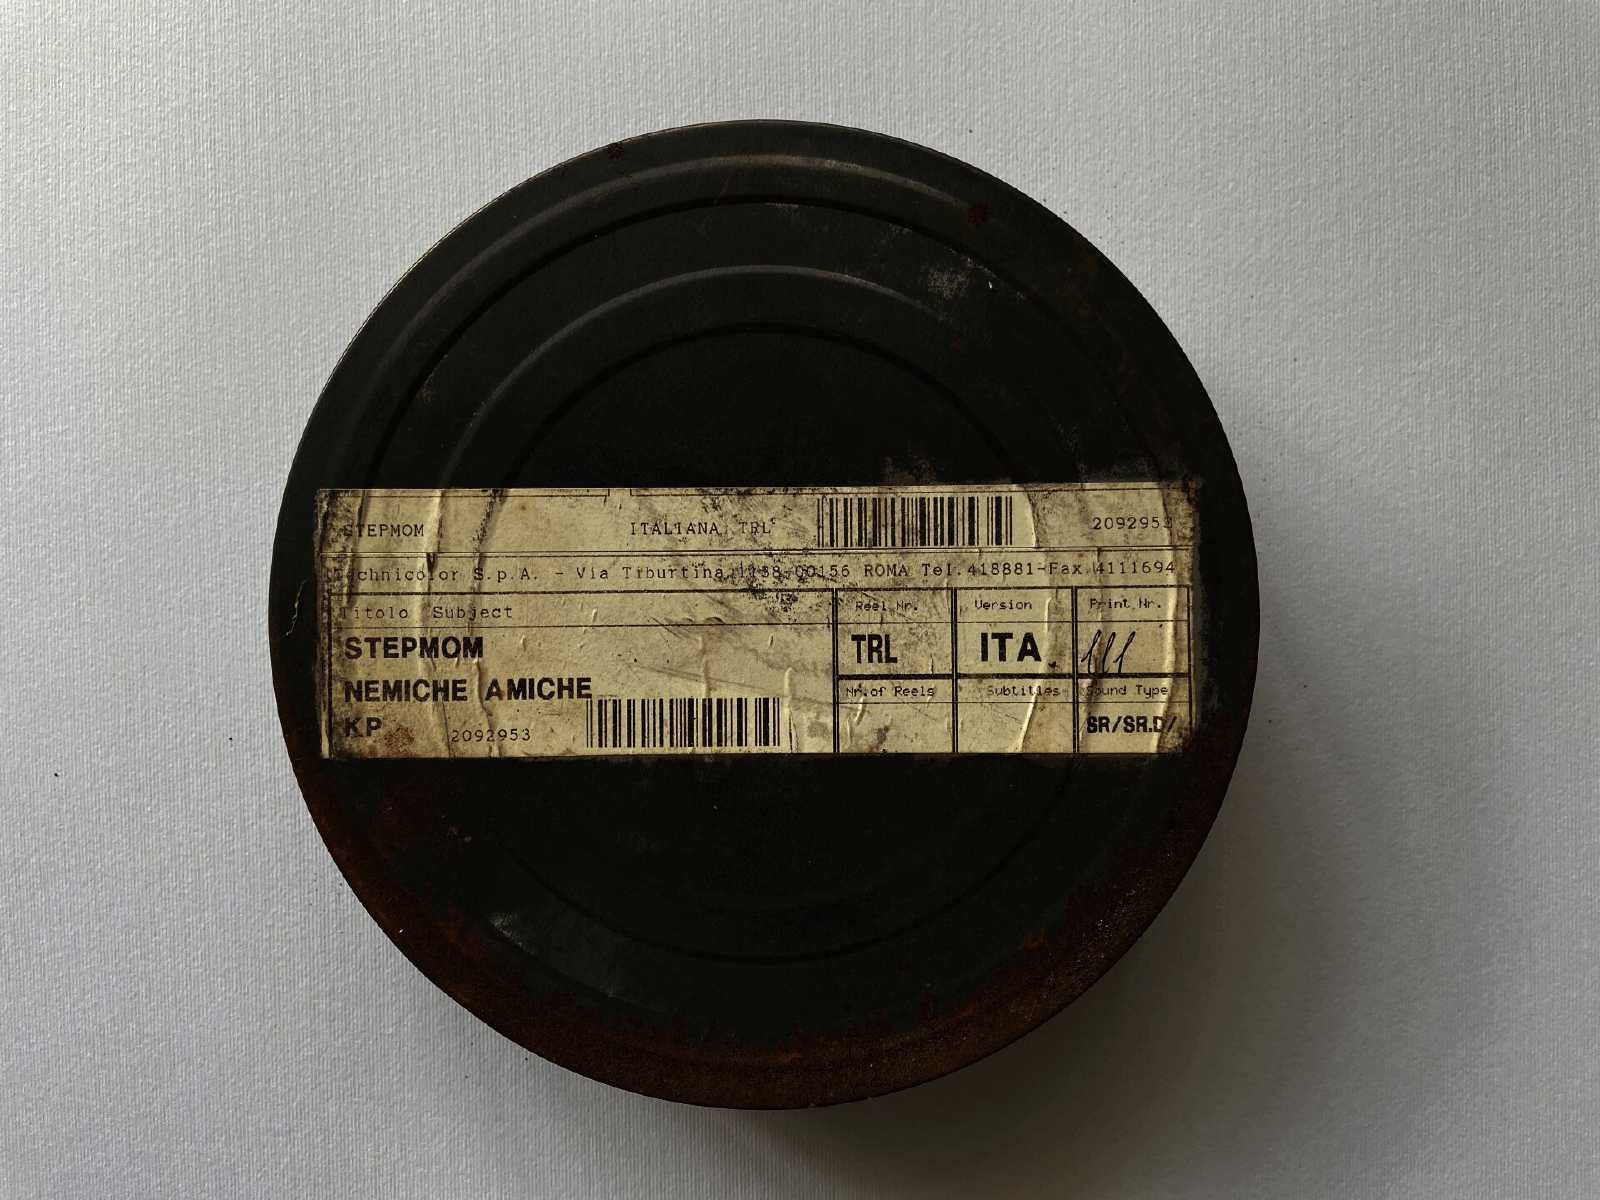 STEPMOM ITALIANA TRL 2092953
Technicolor S.p.A. - Via Tiburtina, 1138-00156 ROMA Tel.418881-Fax 4111694
Titolo Subject Reel Nr. Version Print Nr.
STEPMOM TRL ITA
NEMICHE AMICHE Nr.of Reels Subtitles Sound Type
KP 2092953 SR/SR.D/